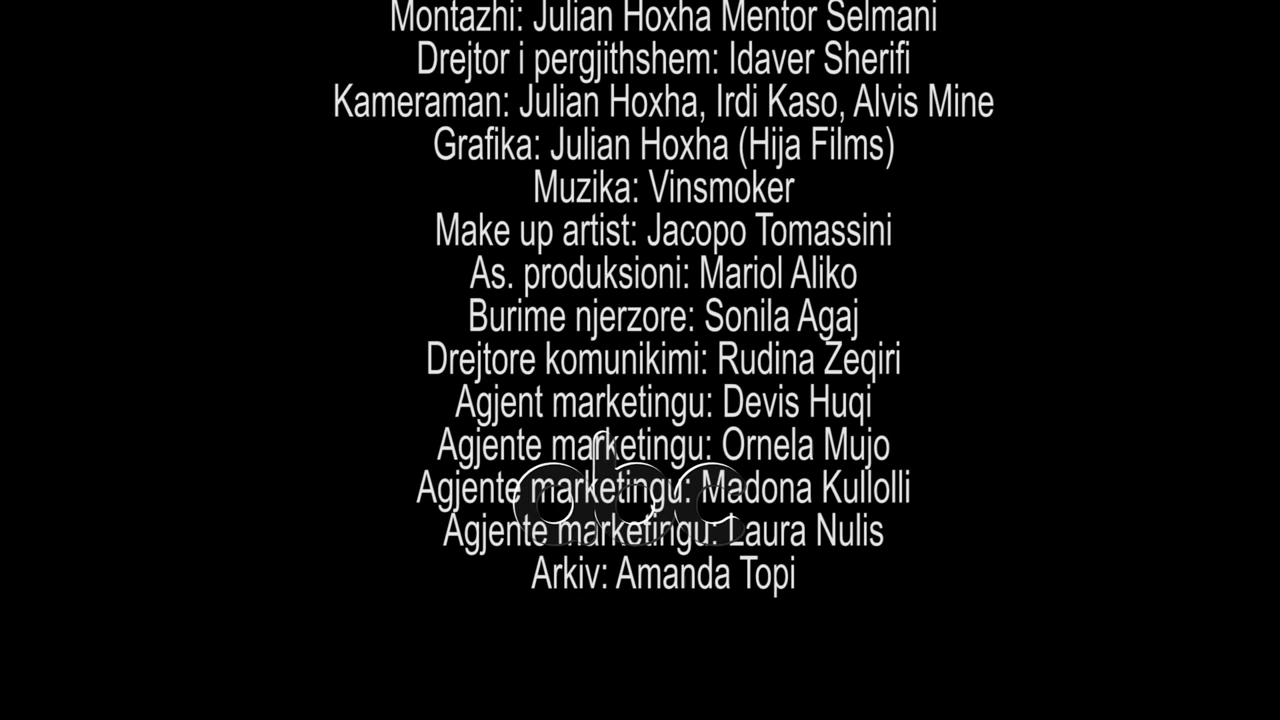 Montazhi: Julian Hoxha Mentor Selmani
Drejtor i pergjithshem: Idaver Sherifi
Kameraman: Julian Hoxha, Irdi Kaso, Alvis Mine
Grafika: Julian Hoxha (Hija Films)
Muzika: Vinsmoker
Make up artist: Jacopo Tomassini
As. produksioni: Mariol Aliko
Burime njerzore: Sonila Agaj
Drejtore komunikimi: Rudina Zeqiri
Agjent marketingu: Devis Huqi
Agjente marketingu: Ornela Mujo
Agjente marketingu: Madona Kullolli
Agjente marketingu: Laura Nulis
Arkiv: Amanda Topi
abc